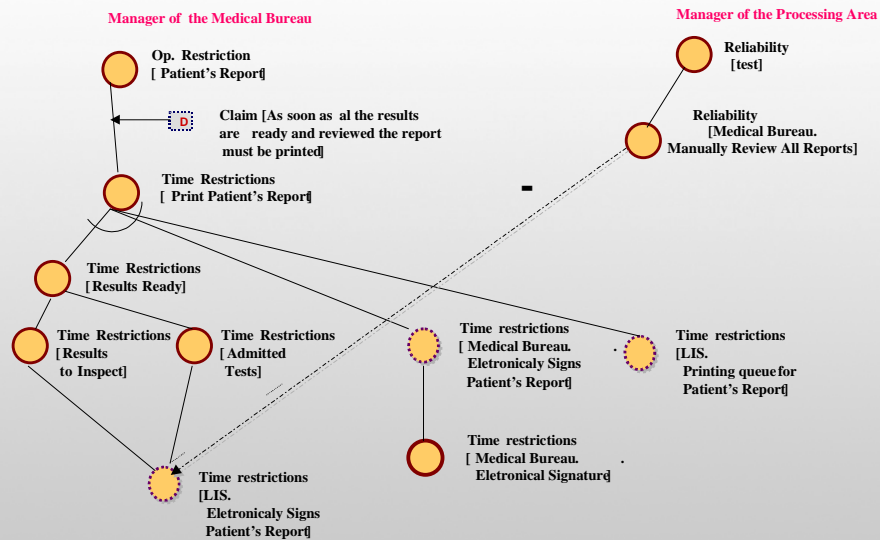 Manager of the Medical Bureau
Manager of the Processing Area
Op. Restriction
[ Patient's Report]
Reliability
[test]
D
Claim [As soon as al the results
are ready and reviewed the report
must be printed]
Reliability
[Medical Bureau.
Manually Review All Reports]
Time Restrictions
[ Print Patient's Report]
-
Time Restrictions
[Results Ready]
Time Restrictions
[Results
to Inspect]
Time Restrictions
[Admitted
Tests]
Time restrictions
[ Medical Bureau. .
Eletronicaly Signs
Patient's Report]
Time restrictions
[LIS.
Printing queue for
Patient's Report]
Time restrictions
[ Medical Bureau. .
Eletronical Signature]
Time restrictions
[LIS.
Eletronicaly Signs
Patient's Report]